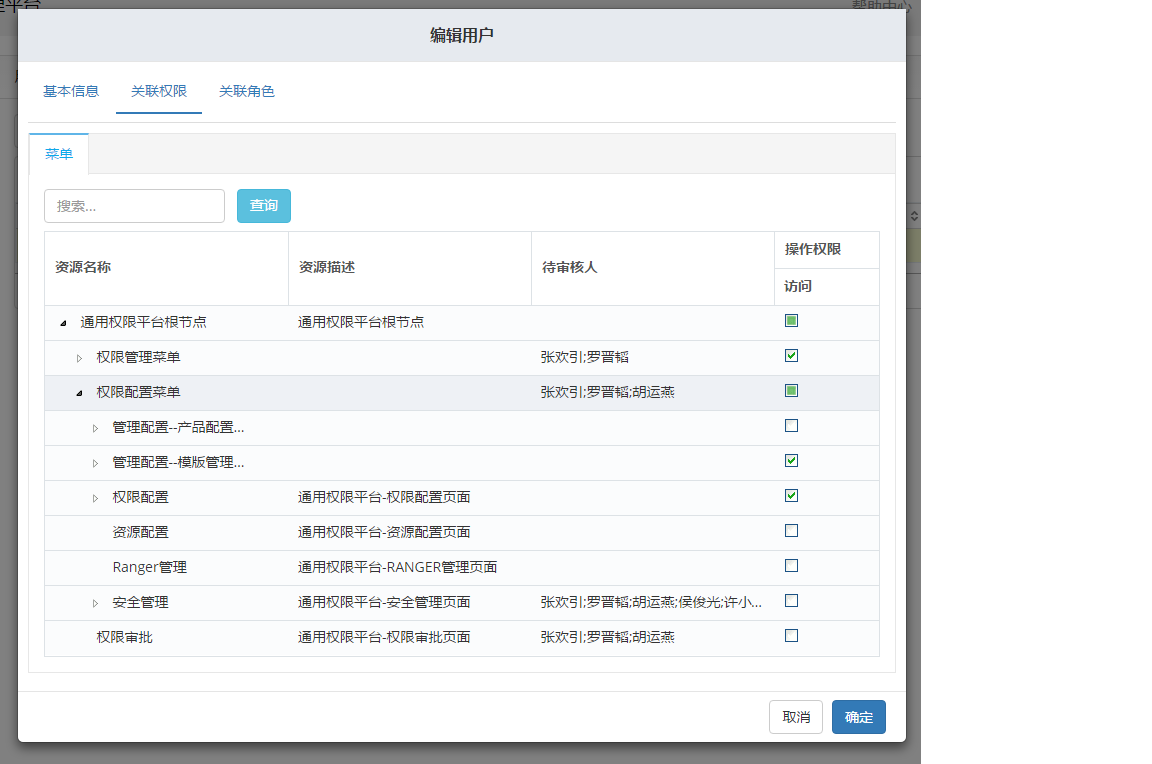 理平台
帮助中心
编辑用户
基本信息 关联权限 关联角色
菜单
搜索... 查询
资源名称 资源描述 待审核人 操作权限
访问
通用权限平台根节点 通用权限平台根节点
权限管理菜单 张欢引;罗晋韬
权限配置菜单 张欢引;罗晋韬;胡运燕
管理配置--产品配置...
管理配置--模版管理...
权限配置 通用权限平台-权限配置页面
资源配置 通用权限平台-资源配置页面
Ranger管理 通用权限平台-RANGER管理页面
安全管理 通用权限平台-安全管理页面 张欢引;罗晋韬;胡运燕;侯俊光;许小...
权限审批 通用权限平台-权限审批页面 张欢引;罗晋韬;胡运燕
取消 确定